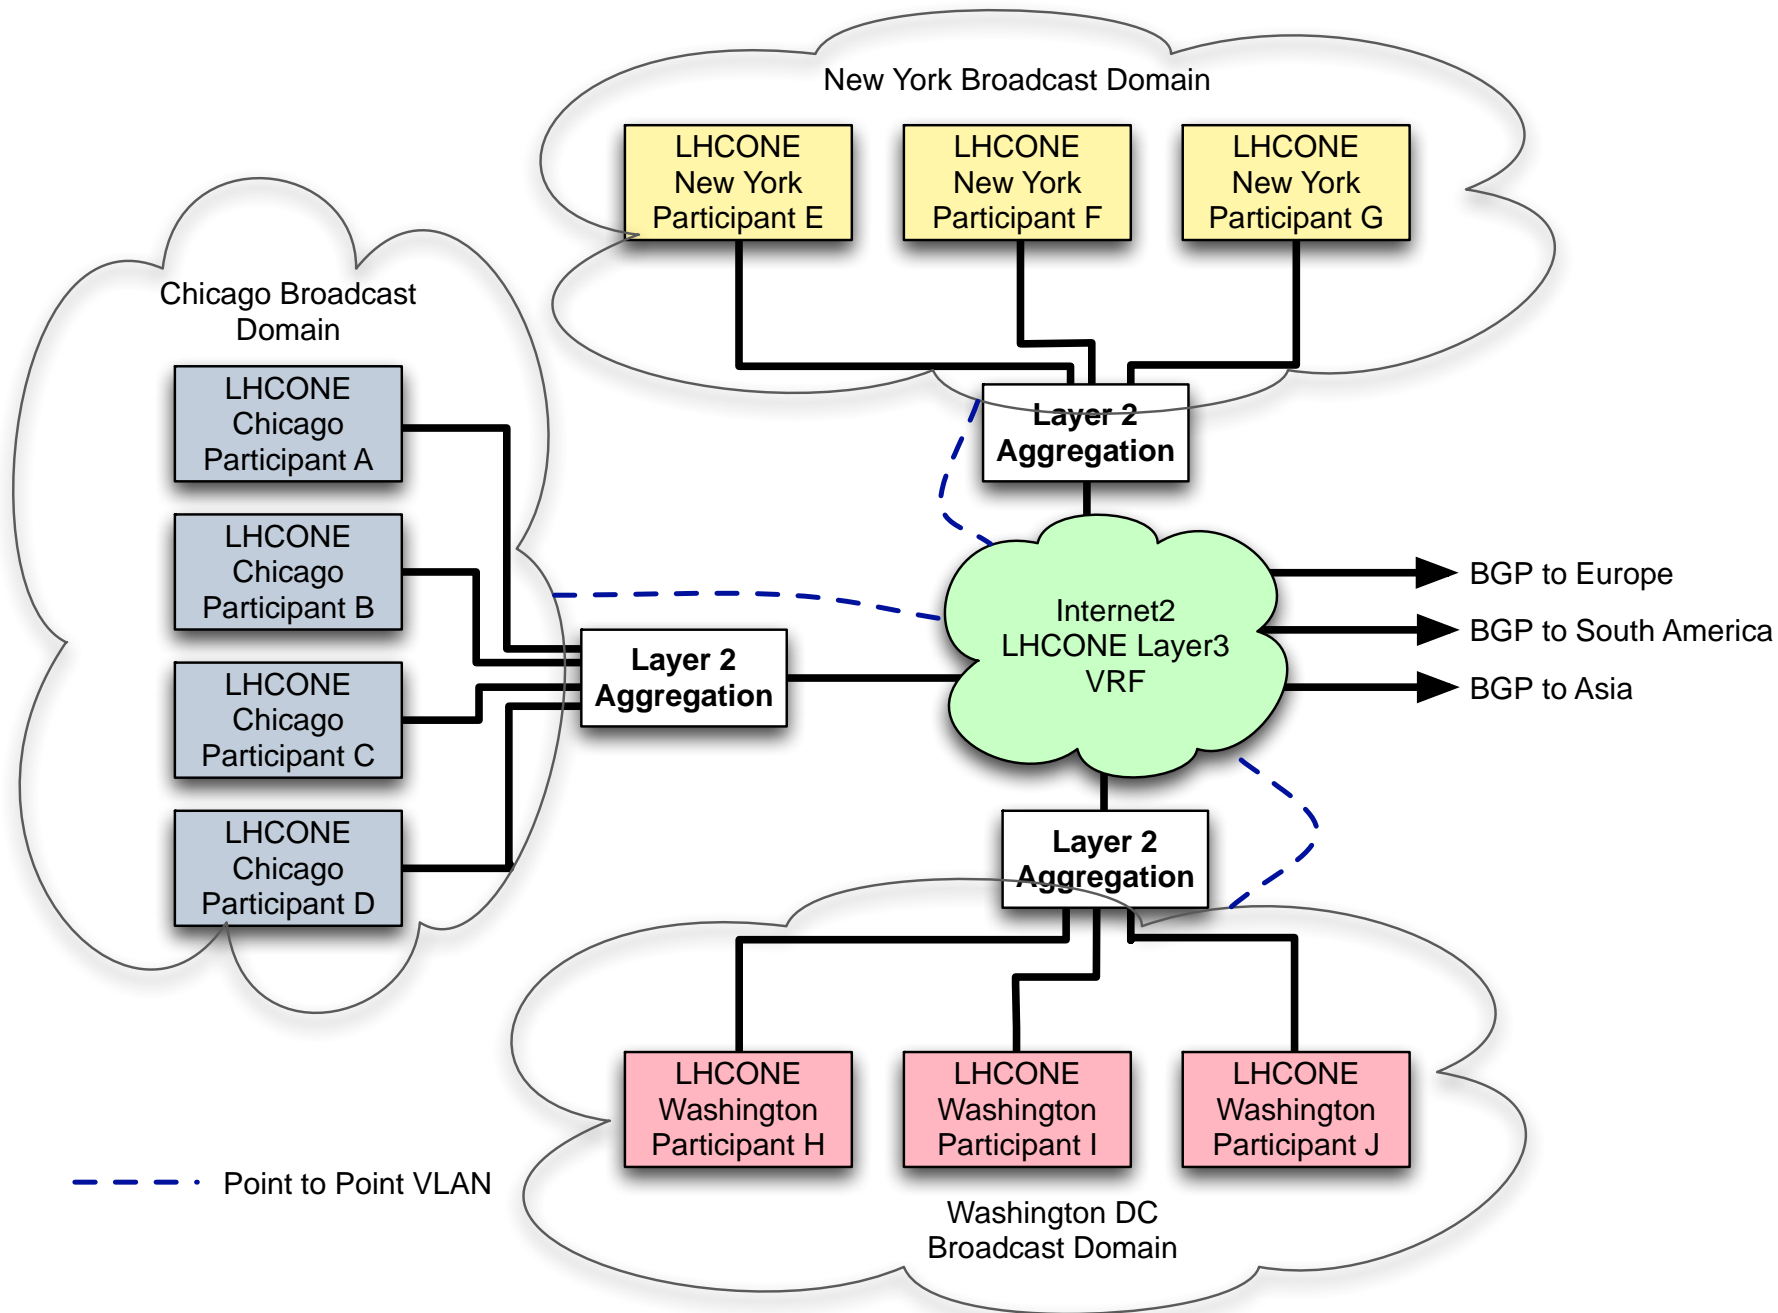 New York Broadcast Domain
LHCONE
New York
Participant E
LHCONE
New York
Participant F
LHCONE
New York
Participant G
Chicago Broadcast
Domain
LHCONE
Chicago
Participant A
LHCONE
Chicago
Participant B
LHCONE
Chicago
Participant C
LHCONE
Chicago
Participant D
Layer 2
Aggregation
Layer 2
Aggregation
Internet2
LHCONE Layer3
VRF
BGP to Europe
BGP to South America
BGP to Asia
Layer 2
Aggregation
LHCONE
Washington
Participant H
LHCONE
Washington
Participant I
LHCONE
Washington
Participant J
Point to Point VLAN
Washington DC
Broadcast Domain